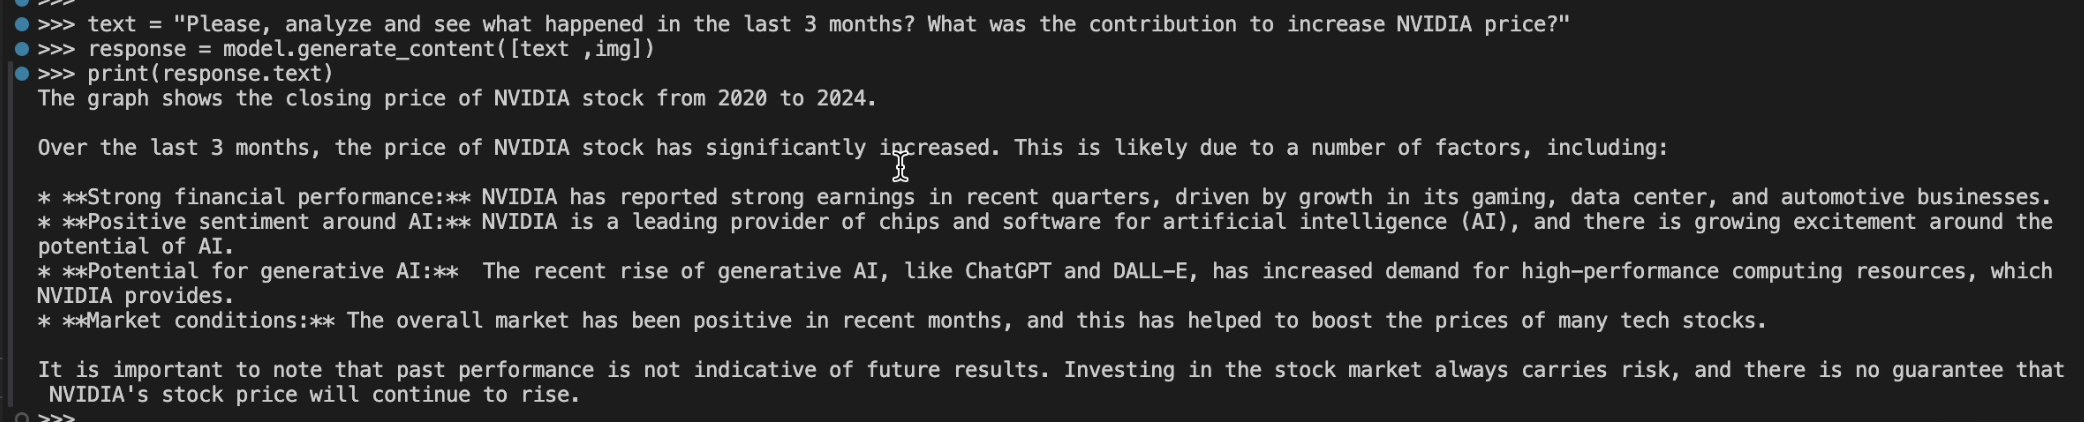 >>>
>>> text = "Please, analyze and see what happened in the last 3 months? What was the contribution to increase NVIDIA price?"
>>> response = model.generate_content([text ,img])
>>> print(response.text)
The graph shows the closing price of NVIDIA stock from 2020 to 2024.
Over the last 3 months, the price of NVIDIA stock has significantly increased. This is likely due to a number of factors, including:
* **Strong financial performance:** NVIDIA has reported strong earnings in recent quarters, driven by growth in its gaming, data center, and automotive businesses.
* **Positive sentiment around AI:** NVIDIA is a leading provider of chips and software for artificial intelligence (AI), and there is growing excitement around the
potential of AI.
* **Potential for generative AI:**  The recent rise of generative AI, like ChatGPT and DALL-E, has increased demand for high-performance computing resources, which
NVIDIA provides.
* **Market conditions:** The overall market has been positive in recent months, and this has helped to boost the prices of many tech stocks.
It is important to note that past performance is not indicative of future results. Investing in the stock market always carries risk, and there is no guarantee that
NVIDIA's stock price will continue to rise.
>>>